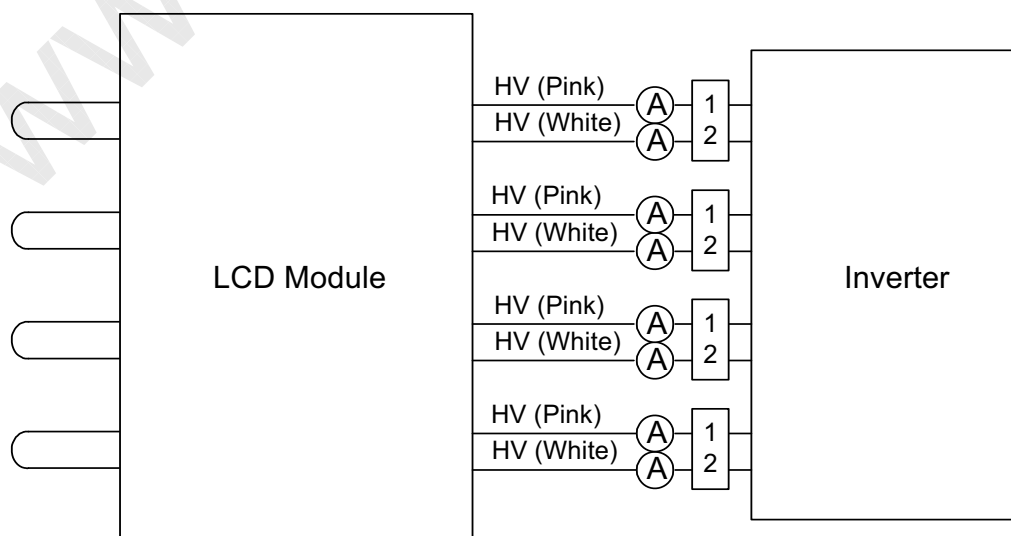 HV (Pink)
A
1
HV (White)
A
2
HV (Pink)
A
1
HV (White)
A
2
LCD Module
Inverter
HV (Pink)
A
1
HV (White)
A
2
HV (Pink)
A
1
HV (White)
A
2